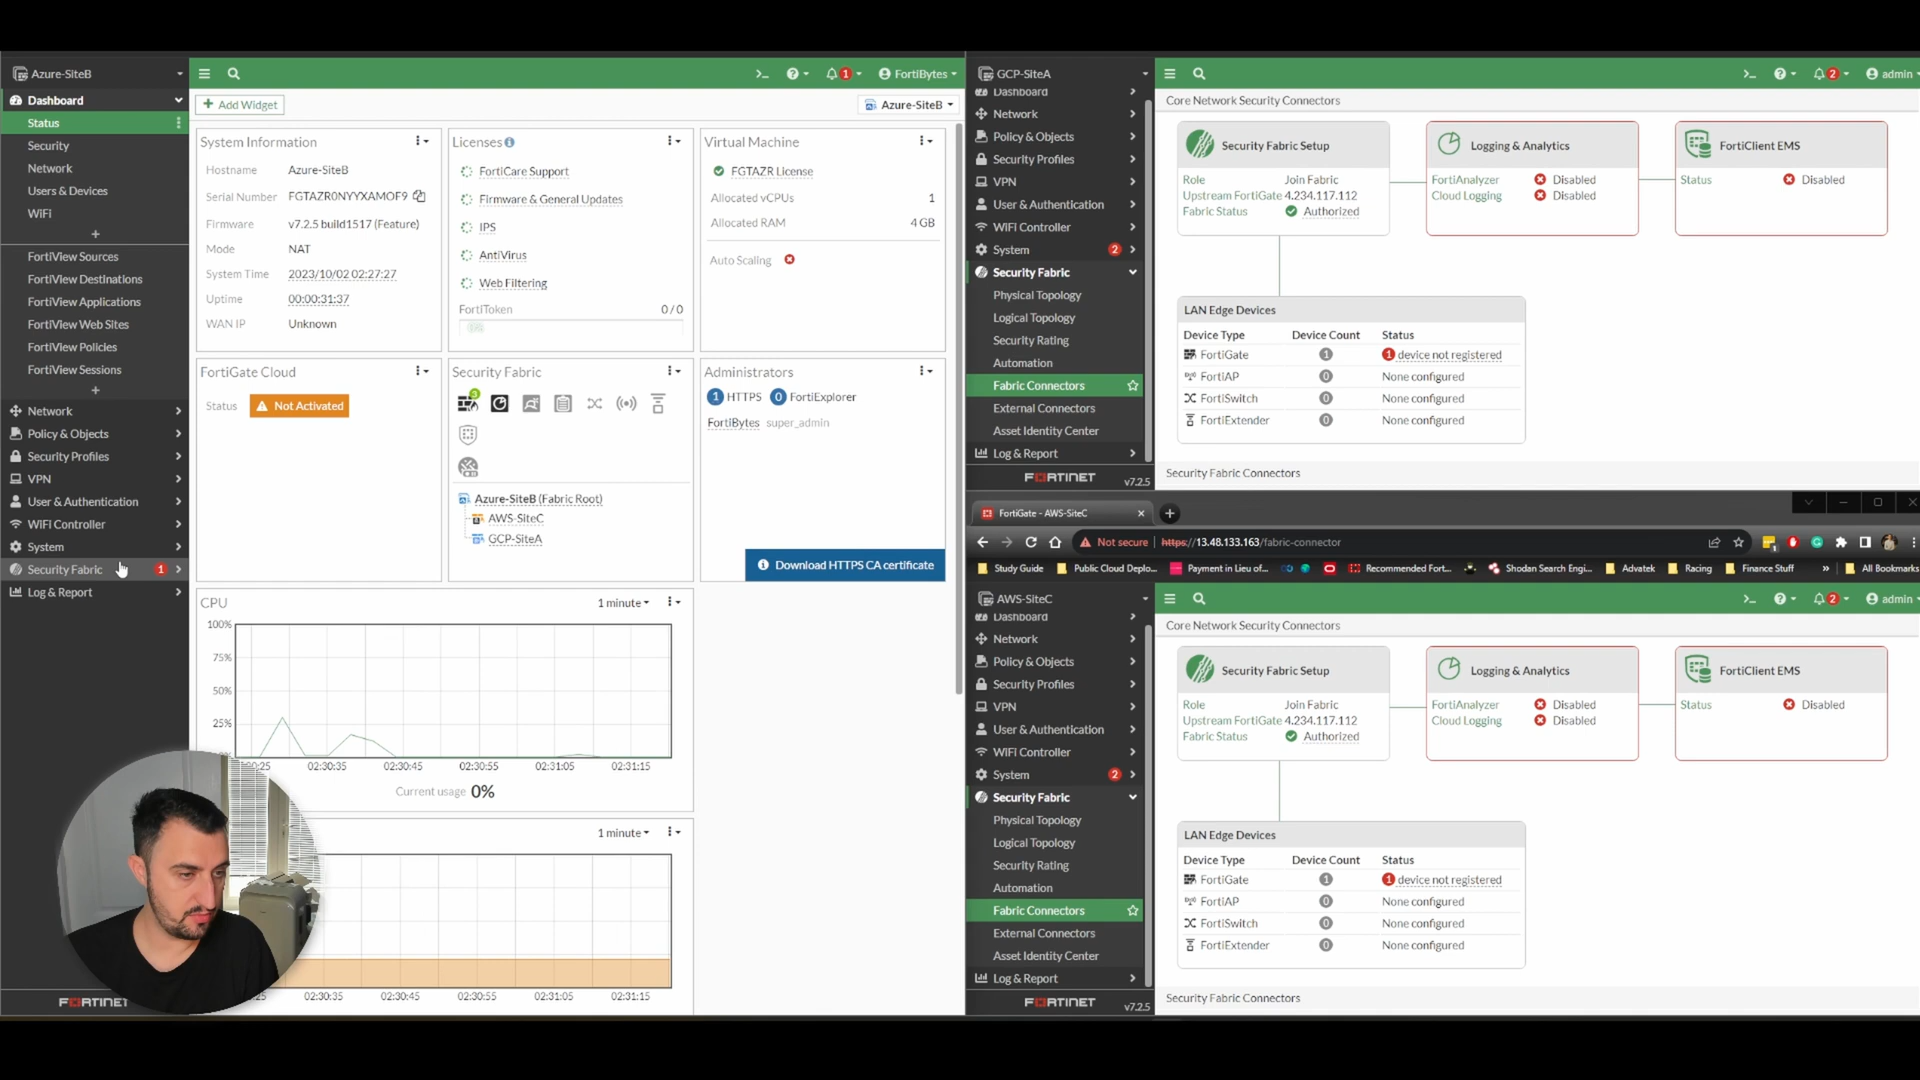 Azure-SiteB
Dashboard
Status
Security
Network
Users & Devices
WiFi
+
FortiView Sources
FortiView Destinations
FortiView Applications
FortiView Web Sites
FortiView Policies
FortiView Sessions
+
Network
Policy & Objects
Security Profiles
VPN
User & Authentication
WiFi Controller
System
Security Fabric 1
Log & Report
FORTINET
>_ ? 1 FortiBytes
+ Add Widget
Azure-SiteB
System Information
Hostname Azure-SiteB
Serial Number FGTAZR0NYYXAMOF9
Firmware v7.2.5 build1517 (Feature)
Mode NAT
System Time 2023/10/02 02:27:27
Uptime 00:00:31:37
WAN IP Unknown
Licenses
FortiCare Support
Firmware & General Updates
IPS
AntiVirus
Web Filtering
FortiToken 0 / 0
Virtual Machine
FGTAZR License
Allocated vCPUs 1
Allocated RAM 4 GB
Auto Scaling
FortiGate Cloud
Status Not Activated
Security Fabric
3
Azure-SiteB (Fabric Root)
AWS-SiteC
GCP-SiteA
Administrators
1 HTTPS 0 FortiExplorer
FortiBytes super_admin
Download HTTPS CA certificate
CPU 1 minute
100%
75%
50%
25%
02:30:35 02:30:45 02:30:55 02:31:05 02:31:15
Current usage 0%
1 minute
02:30:35 02:30:45 02:30:55 02:31:05 02:31:15
GCP-SiteA
Dashboard
Network
Policy & Objects
Security Profiles
VPN
User & Authentication
WiFi Controller
System 2
Security Fabric
Physical Topology
Logical Topology
Security Rating
Automation
Fabric Connectors
External Connectors
Asset Identity Center
Log & Report
FORTINET v7.2.5
>_ ? 2 admin
Core Network Security Connectors
Security Fabric Setup
Role Join Fabric
Upstream FortiGate 4.234.117.112
Fabric Status Authorized
Logging & Analytics
FortiAnalyzer Disabled
Cloud Logging Disabled
FortiClient EMS
Status Disabled
LAN Edge Devices
Device Type Device Count Status
FortiGate 1 1 device not registered
FortiAP 0 None configured
FortiSwitch 0 None configured
FortiExtender 0 None configured
Security Fabric Connectors
FortiGate - AWS-SiteC
Not secure https://13.48.133.163/fabric-connector
Study Guide Public Cloud Deplo... Payment in Lieu of... Recommended Fort... Shodan Search Engi... Advatek Racing Finance Stuff » All Bookmarks
AWS-SiteC
Dashboard
Network
Policy & Objects
Security Profiles
VPN
User & Authentication
WiFi Controller
System 2
Security Fabric
Physical Topology
Logical Topology
Security Rating
Automation
Fabric Connectors
External Connectors
Asset Identity Center
Log & Report
FORTINET v7.2.5
>_ ? 2 admin
Core Network Security Connectors
Security Fabric Setup
Role Join Fabric
Upstream FortiGate 4.234.117.112
Fabric Status Authorized
Logging & Analytics
FortiAnalyzer Disabled
Cloud Logging Disabled
FortiClient EMS
Status Disabled
LAN Edge Devices
Device Type Device Count Status
FortiGate 1 1 device not registered
FortiAP 0 None configured
FortiSwitch 0 None configured
FortiExtender 0 None configured
Security Fabric Connectors